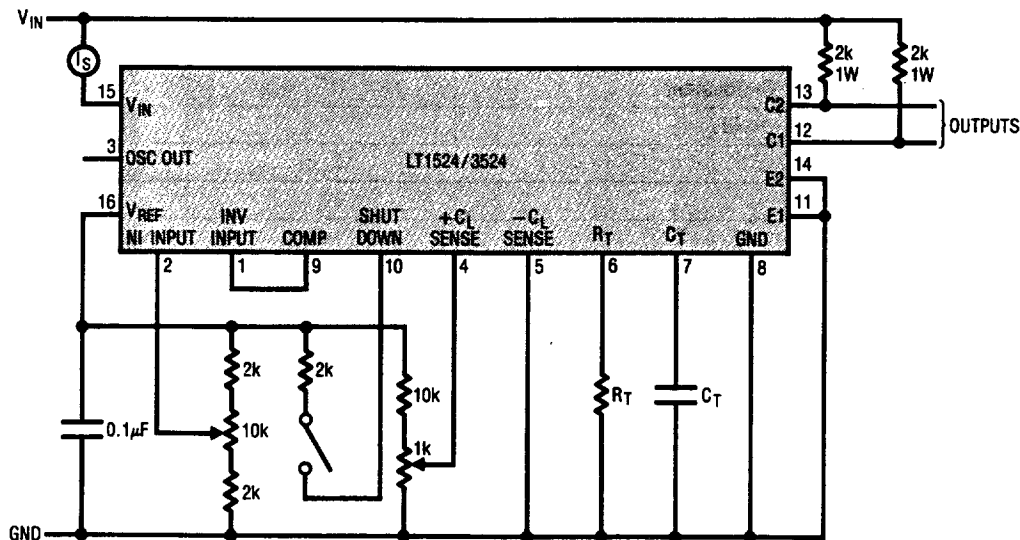 V_IN
I_S
2k
1W
2k
1W
15
V_IN
13
C2
12
C1
OUTPUTS
3
OSC OUT
LT1524/3524
14
E2
16
V_REF
11
E1
NI INPUT
INV
INPUT
COMP
SHUT
DOWN
+C_L
SENSE
−C_L
SENSE
R_T
C_T
GND
2
1
9
10
4
5
6
7
8
2k
2k
10k
R_T
C_T
0.1μF
10k
1k
2k
GND